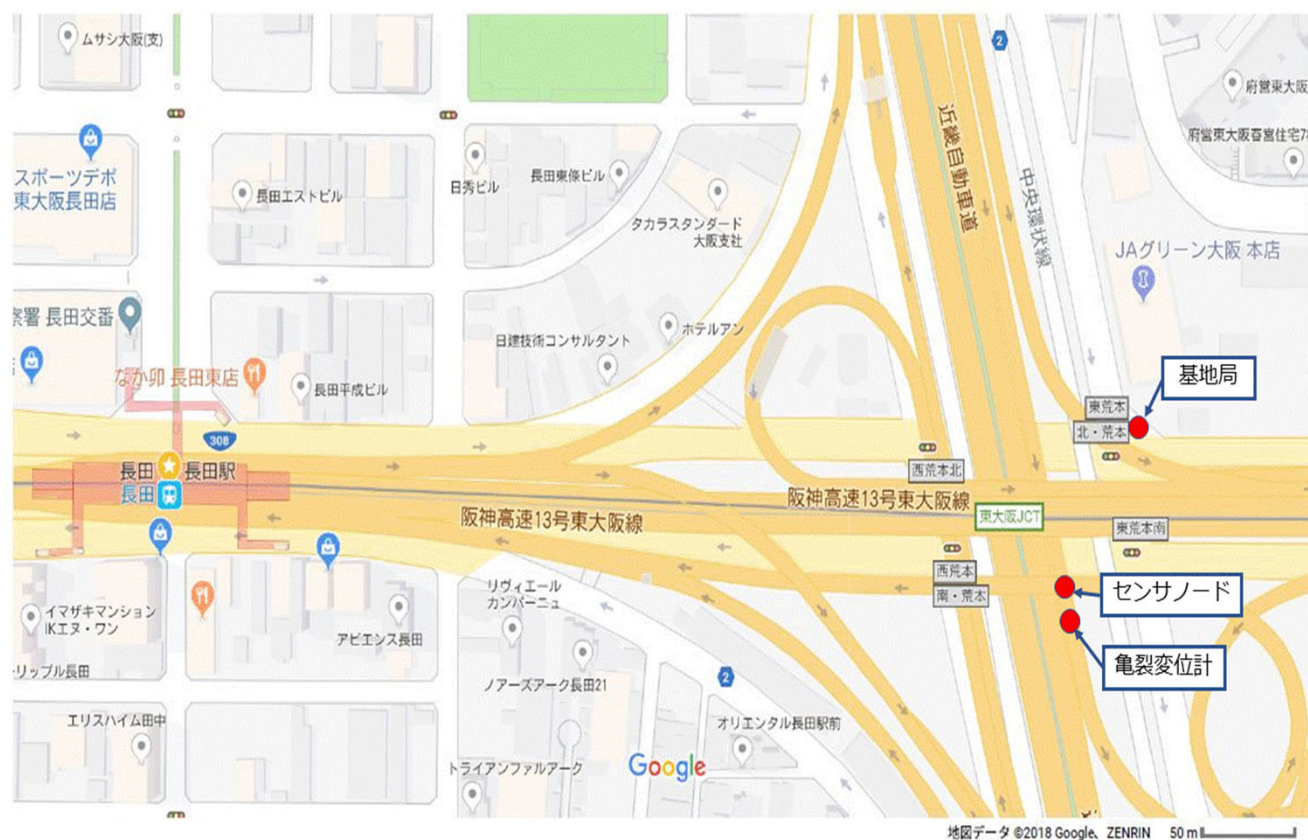 ムサシ大阪(支)
2
府営東大阪
近畿自動車道
府営東大阪春宮住宅7
スポーツデポ
東大阪長田店
日秀ビル
長田東條ビル
長田エストビル
中央環状線
タカラスタンダード
大阪支社
JAグリーン大阪 本店
察署 長田交番
ホテルアン
日建技術コンサルタント
なか卯 長田東店
長田平成ビル
基地局
東荒本
北・荒本
308
西荒本北
長田
長田駅
長田
阪神高速13号東大阪線
阪神高速13号東大阪線
東大阪JCT
東荒本南
西荒本
南・荒本
センサノード
リヴィエール
カンパーニュ
イマザキマンション
IKエヌ・ワン
アビエンス長田
亀裂変位計
トリップル長田
ノアーズアーク長田21
2
エリスハイム田中
オリエンタル長田駅前
トライアンファルアーク
Google
地図データ ©2018 Google、ZENRIN 50 m